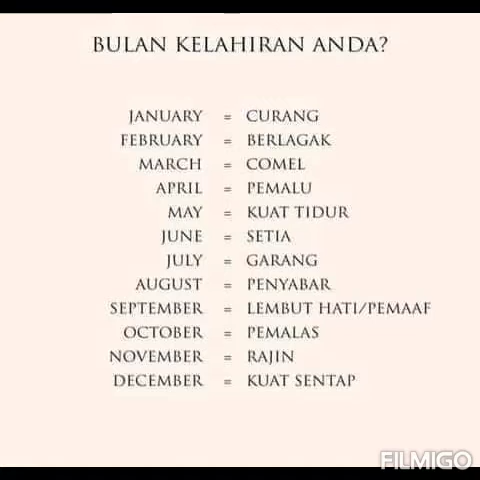 BULAN KELAHIRAN ANDA?
JANUARY = CURANG
FEBRUARY = BERLAGAK
MARCH = COMEL
APRIL = PEMALU
MAY = KUAT TIDUR
JUNE = SETIA
JULY = GARANG
AUGUST = PENYABAR
SEPTEMBER = LEMBUT HATI/PEMAAF
OCTOBER = PEMALAS
NOVEMBER = RAJIN
DECEMBER = KUAT SENTAP
FILMIGO